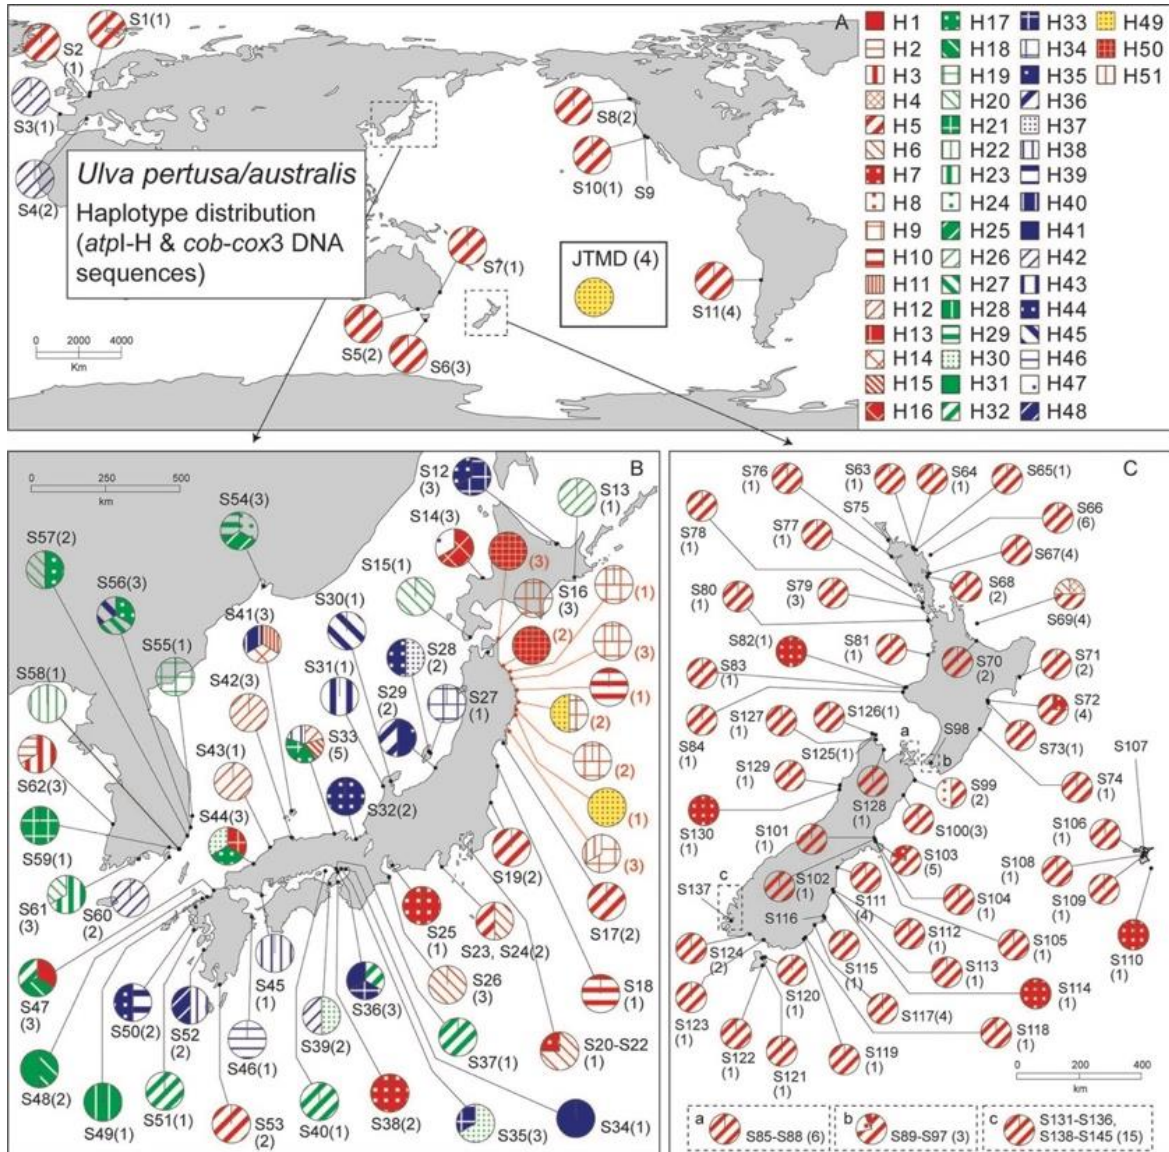 A
S1(1)
S2
(1)
S3(1)
S4(2)
Ulva pertusa/australis
Haplotype distribution
(atpI-H & cob-cox3 DNA
sequences)
S7(1)
S5(2)
S6(3)
S8(2)
S10(1)
S9
JTMD (4)
S11(4)
0 2000 4000
Km
H1
H2
H3
H4
H5
H6
H7
H8
H9
H10
H11
H12
H13
H14
H15
H16
H17
H18
H19
H20
H21
H22
H23
H24
H25
H26
H27
H28
H29
H30
H31
H32
H33
H34
H35
H36
H37
H38
H39
H40
H41
H42
H43
H44
H45
H46
H47
H48
H49
H50
H51
B
0 250 500
km
S12
(3)
S13
(1)
S54(3)
S14(3)
S57(2)
(3)
S56(3)
S15(1)
S16
(3)
(1)
S41(3)
S30(1)
S28
(2)
(2)
(3)
S55(1)
S58(1)
S31(1)
S29
(2)
S27
(1)
(1)
S42(3)
S33
(5)
(2)
S62(3)
S43(1)
S32(2)
(2)
(1)
S44(3)
S59(1)
S19(2)
(3)
S61
(3)
S60
(2)
S25
(1)
S23, S24(2)
S17(2)
S45
(1)
S26
(3)
S18
(1)
S47
(3)
S50(2)
S52
(2)
S46(1)
S39(2)
S36(3)
S37(1)
S20-S22
(1)
S48(2)
S49(1)
S51(1)
S53
(2)
S40(1)
S38(2)
S35(3)
S34(1)
C
S76
(1)
S63
(1)
S64
(1)
S65(1)
S75
S66
(6)
S78
(1)
S77
(1)
S67(4)
S80
(1)
S79
(3)
S68
(2)
S69(4)
S82(1)
S81
(1)
S70
(2)
S71
(2)
S83
(1)
S72
(4)
S84
(1)
S127
(1)
S126(1)
S125(1)
a
S98
b
S73(1)
S107
S129
(1)
S128
(1)
S99
(2)
S74
(1)
S130
(1)
S101
(1)
S100(3)
S106
(1)
S103
(5)
S108
(1)
c
S137
S102
(1)
S111
(4)
S104
(1)
S109
(1)
S116
S112
(1)
S105
(1)
S110
(1)
S124
(2)
S115
(1)
S113
(1)
S114
(1)
S123
(1)
S120
(1)
S117(4)
S118
(1)
S122
(1)
S121
(1)
S119
(1)
0 200 400
km
a
S85-S88 (6)
b
S89-S97 (3)
c
S131-S136,
S138-S145 (15)